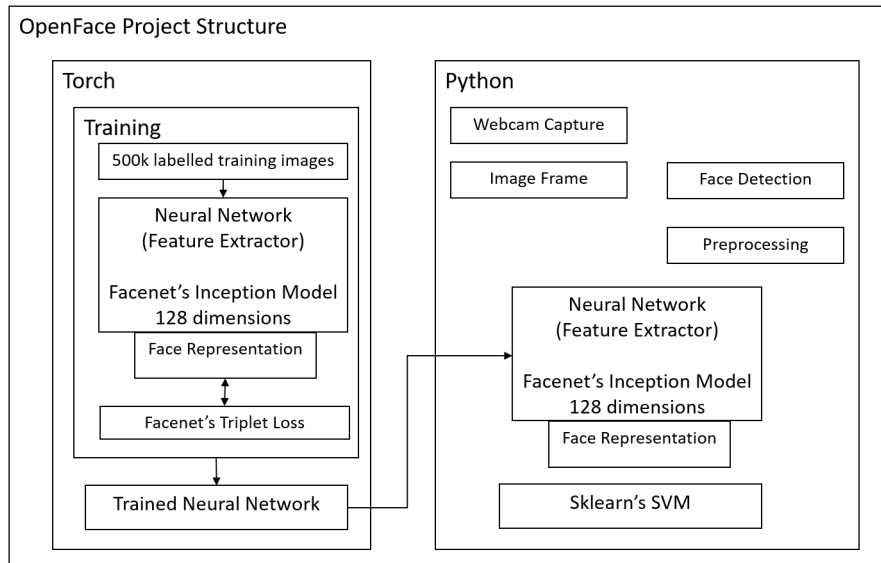 OpenFace Project Structure
Torch
Training
500k labelled training images
Neural Network
(Feature Extractor)
Facenet's Inception Model
128 dimensions
Face Representation
Facenet's Triplet Loss
Trained Neural Network
Python
Webcam Capture
Image Frame
Face Detection
Preprocessing
Neural Network
(Feature Extractor)
Facenet's Inception Model
128 dimensions
Face Representation
Sklearn's SVM